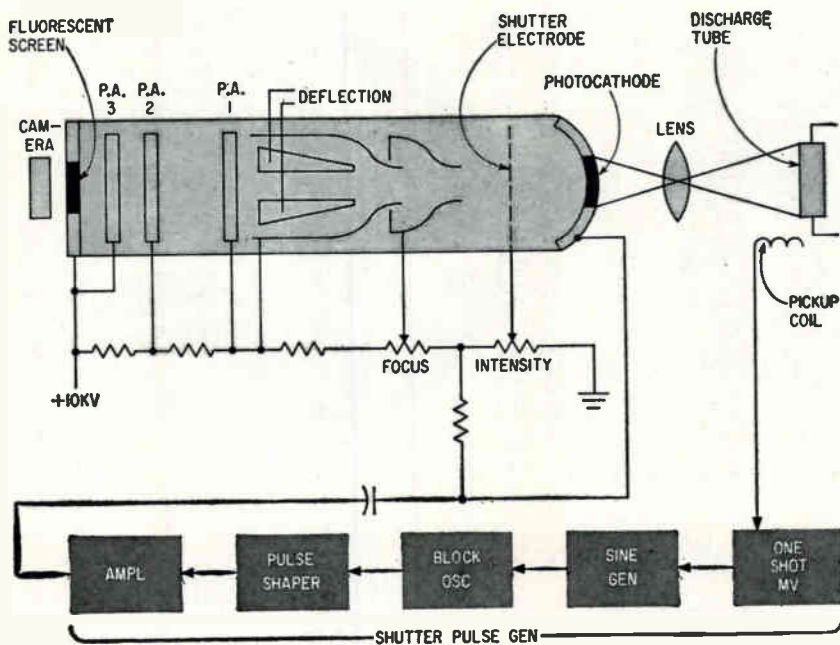 FLUORESCENT
SCREEN
SHUTTER
ELECTRODE
DISCHARGE
TUBE
P.A.
3
P.A.
2
P.A.
1
DEFLECTION
PHOTOCATHODE
CAM-
ERA
LENS
PICKUP
COIL
FOCUS
INTENSITY
+10KV
AMPL
PULSE
SHAPER
BLOCK
OSC
SINE
GEN
ONE
SHOT
MV
SHUTTER PULSE GEN